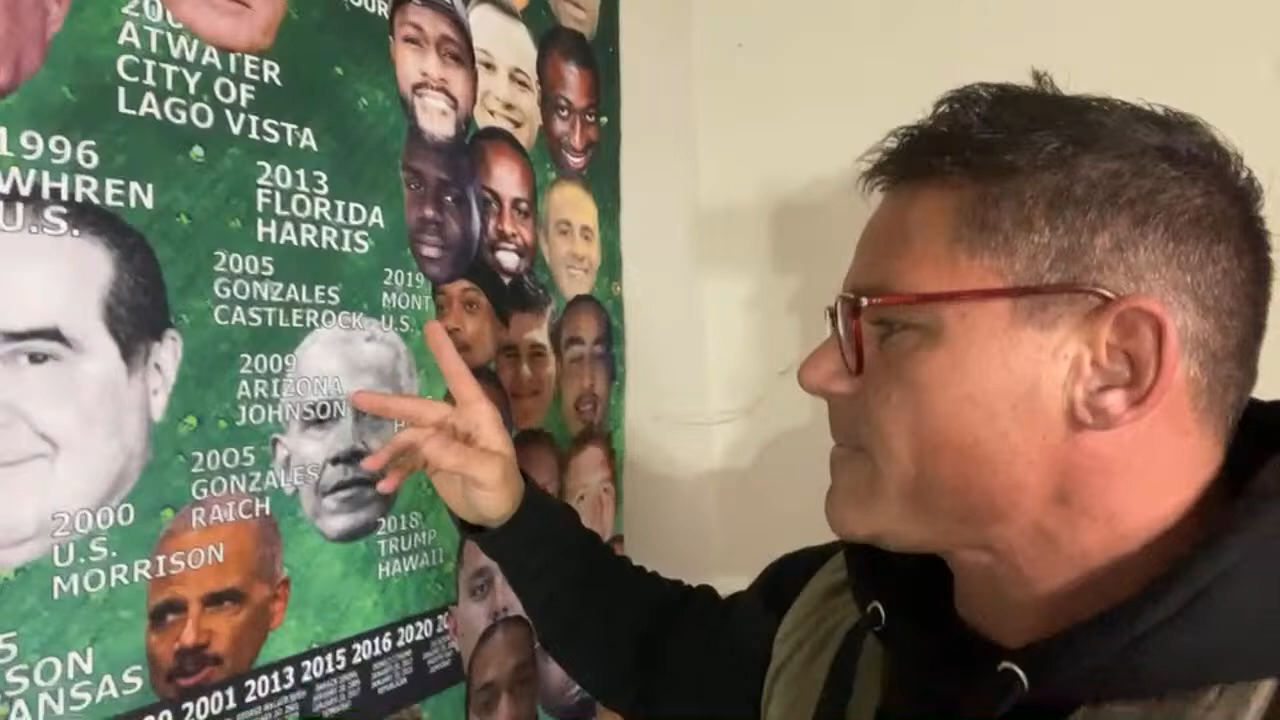 OUR
ATWATER
CITY OF
LAGO VISTA
1996
WHREN
U.S.
2013
FLORIDA
HARRIS
2005
GONZALES
CASTLEROCK
2019
MONT
U.S.
2009
ARIZONA
JOHNSON
2005
GONZALES
RAICH
2000
U.S.
MORRISON
2018
TRUMP
HAWAII
SON
ANSAS
2001 2013 2015 2016 2020